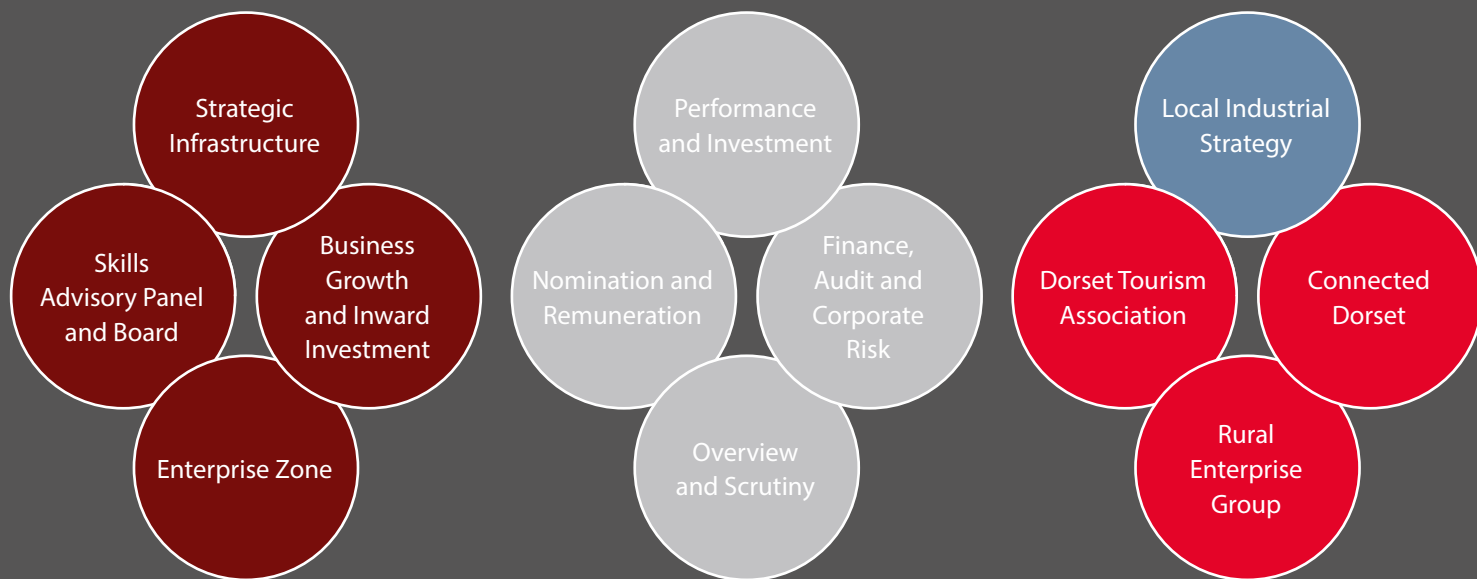 Strategic
Infrastructure
Skills
Advisory Panel
and Board
Business
Growth
and Inward
Investment
Enterprise Zone
Performance
and Investment
Nomination and
Remuneration
Finance,
Audit and
Corporate
Risk
Overview
and Scrutiny
Local Industrial
Strategy
Dorset Tourism
Association
Connected
Dorset
Rural
Enterprise
Group